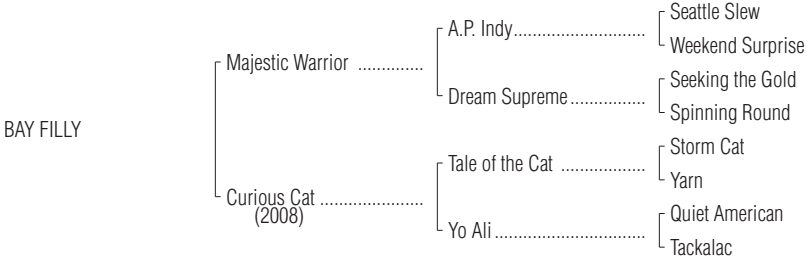 Seattle Slew
A.P. Indy............................
Weekend Surprise
Majestic Warrior ..............
Seeking the Gold
Dream Supreme................
Spinning Round
BAY FILLY
Storm Cat
Tale of the Cat ..................
Yarn
Curious Cat ......................
(2008)
Quiet American
Yo Ali................................
Tackalac